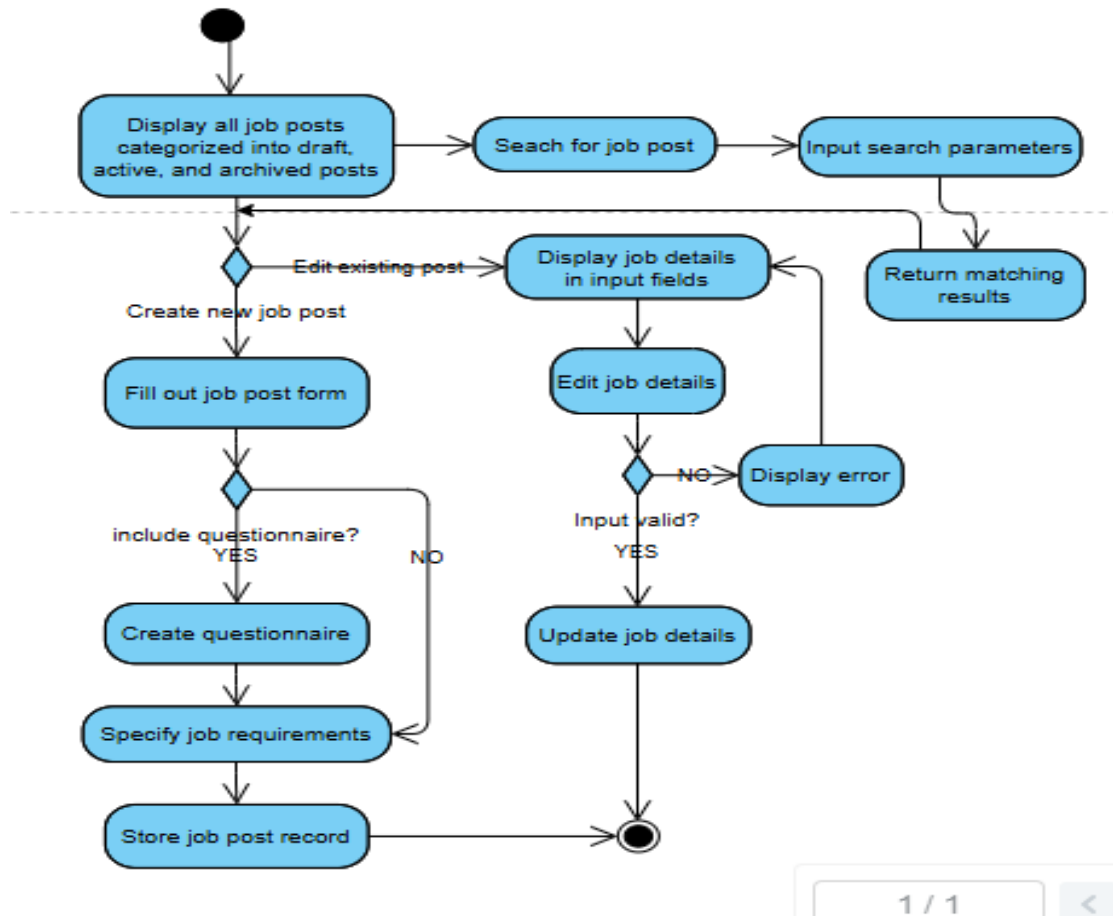 Display all job posts
categorized into draft,
active, and archived posts
Seach for job post
Input search parameters
Return matching
results
Edit existing post
Display job details
in input fields
Create new job post
Fill out job post form
Edit job details
NO
Display error
Input valid?
YES
include questionnaire?
YES
NO
Create questionnaire
Update job details
Specify job requirements
Store job post record
1 / 1
<